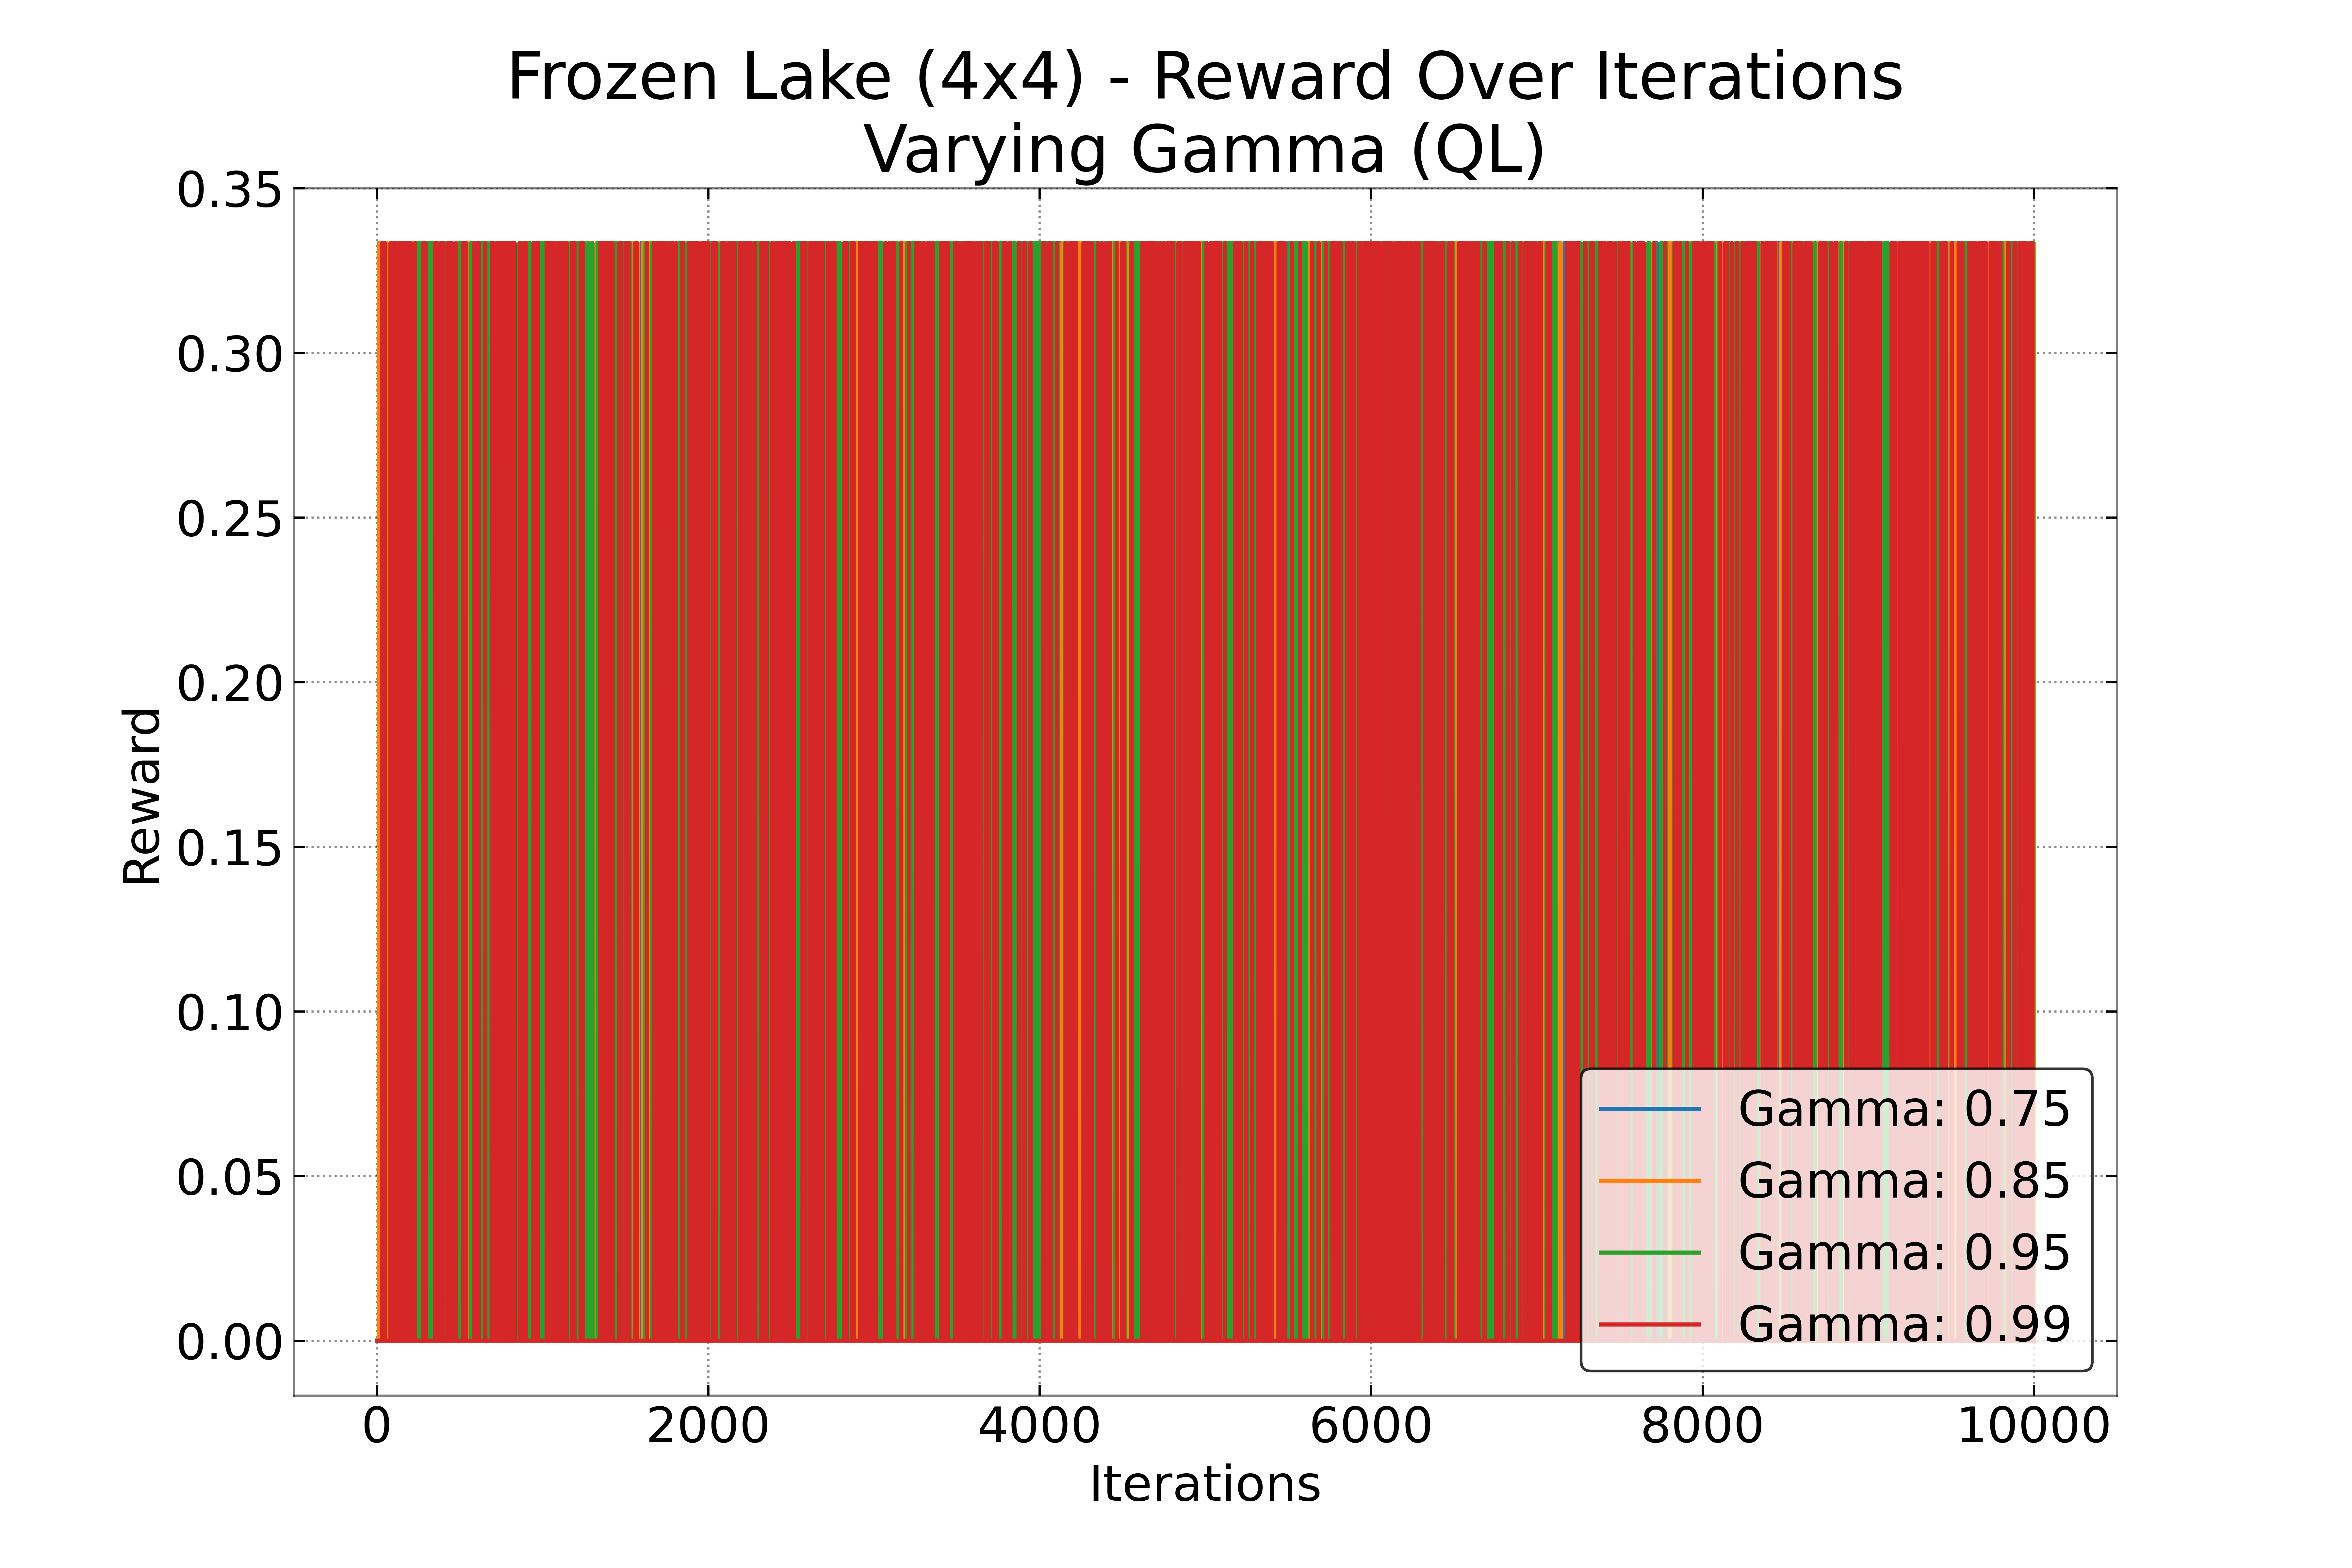 Frozen Lake (4x4) - Reward Over Iterations
Varying Gamma (QL)
0.35
0.30
0.25
0.20
0.15
0.10
0.05
0.00
Reward
Gamma: 0.75
Gamma: 0.85
Gamma: 0.95
Gamma: 0.99
0 2000 4000 6000 8000 10000
Iterations